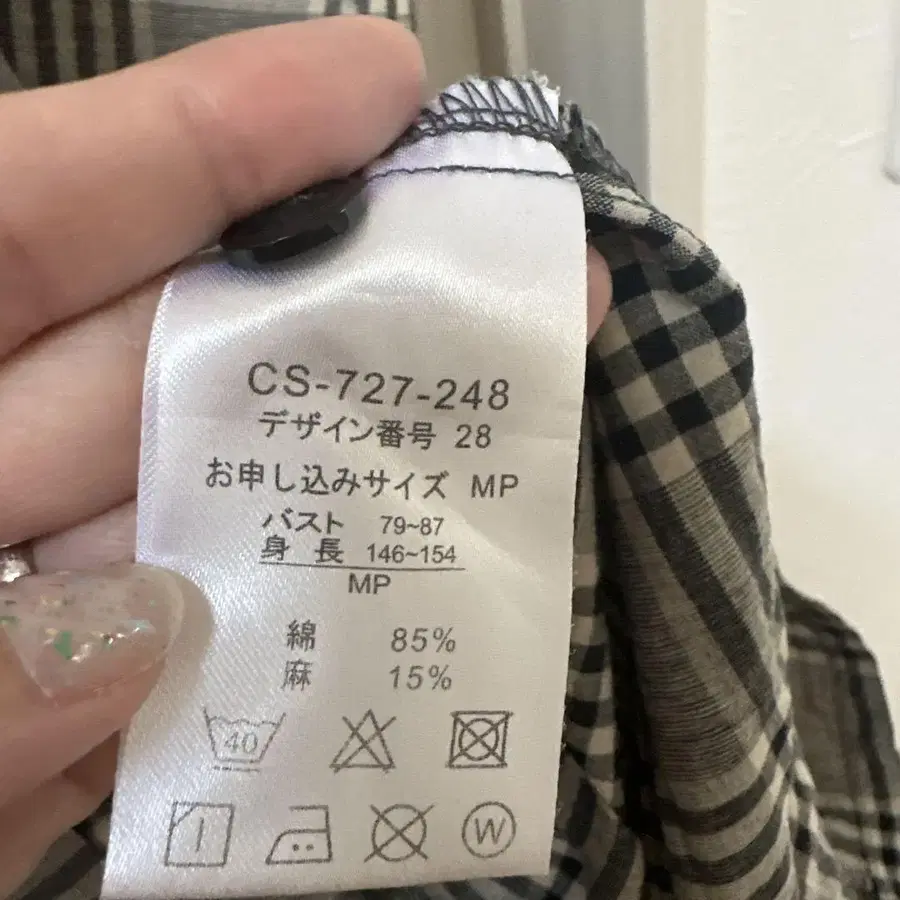 CS-727-248
デザイン番号 28
お申し込みサイズ MP
バスト 79~87
身 長 146~154
MP
綿 85%
麻 15%
40
W